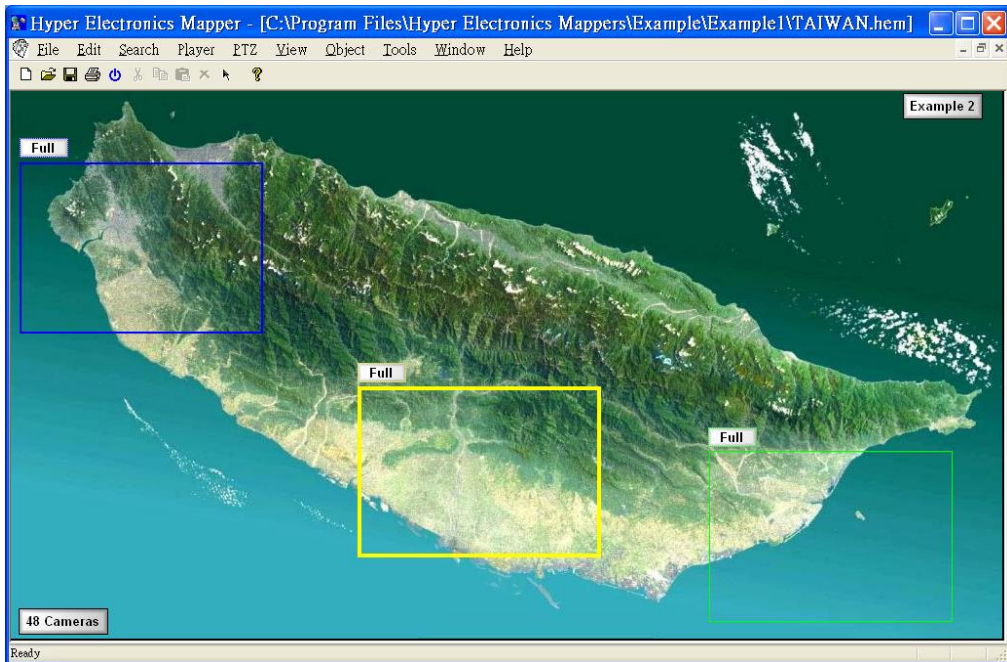 Hyper Electronics Mapper - [C:\Program Files\Hyper Electronics Mappers\Example\Example1\TAIWAN.hem]
File Edit Search Player PTZ View Object Tools Window Help
Example 2
Full
Full
Full
48 Cameras
Ready